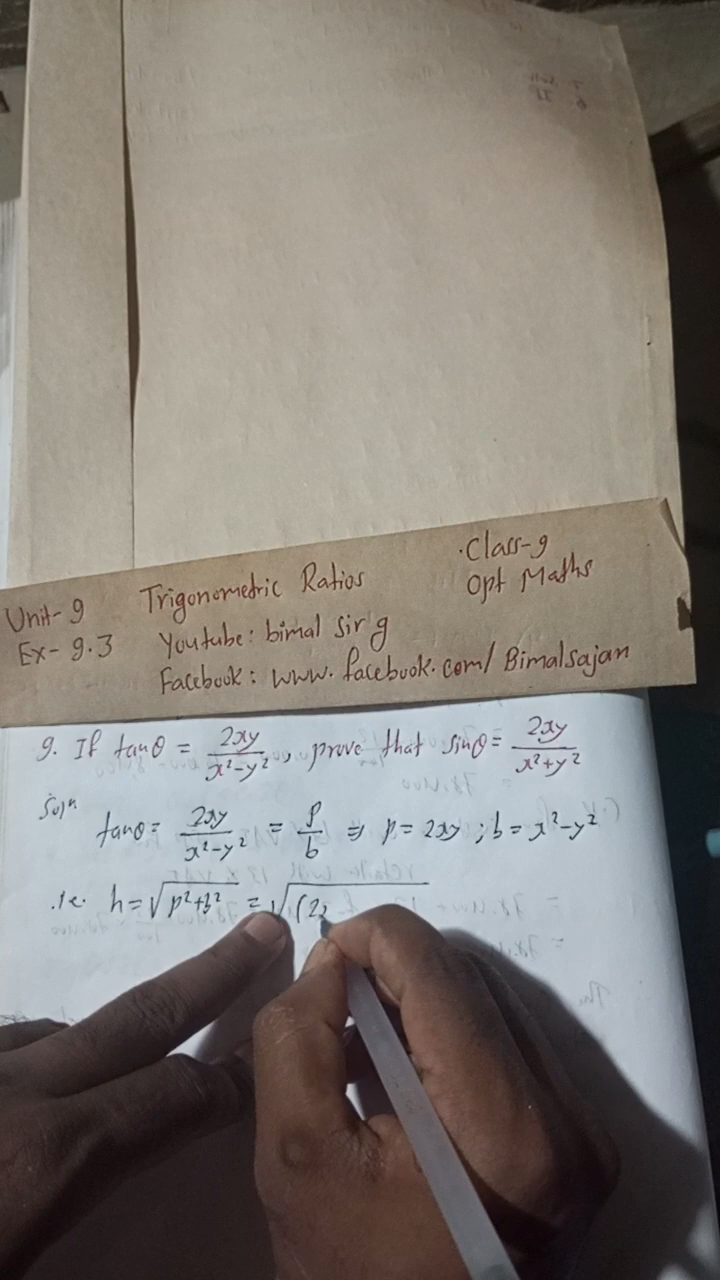 Unit-9 Trigonometric Ratios Class-9
Ex-9.3 Youtube: bimal sir g Opt Maths
Facebook: www.facebook.com/Bimalsajan
9. If tanθ = 2xy/x²-y², prove that sinθ = 2xy/x²+y²
Sol^n
tanθ = 2xy/x²-y² = p/b ⇒ p = 2xy ; b = x²-y²
h = √p²+b² = √(2